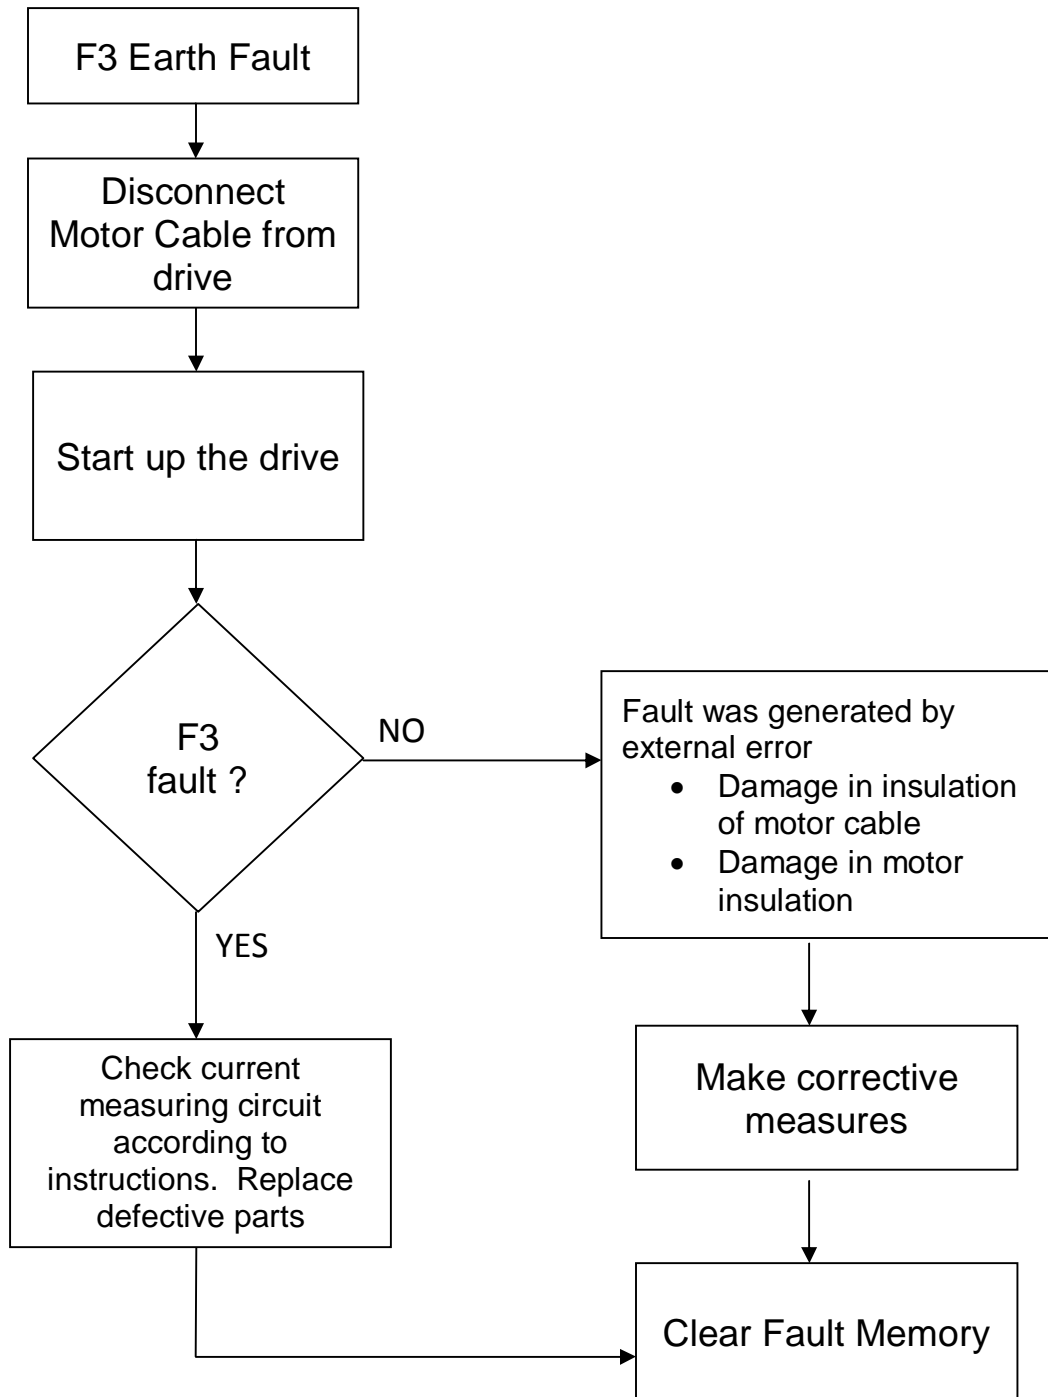 F3 Earth Fault
Disconnect
Motor Cable from
drive
Start up the drive
F3
fault ?
NO
Fault was generated by
external error
• Damage in insulation
of motor cable
• Damage in motor
insulation
YES
Check current
measuring circuit
according to
instructions. Replace
defective parts
Make corrective
measures
Clear Fault Memory